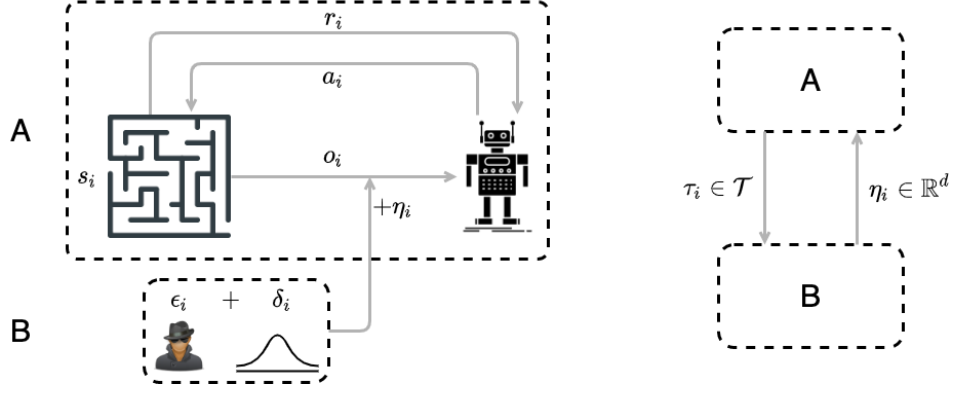 r_i
a_i
A
s_i
o_i
+η_i
B
ϵ_i + δ_i
A
τ_i ∈ 𝒯
η_i ∈ ℝ^d
B